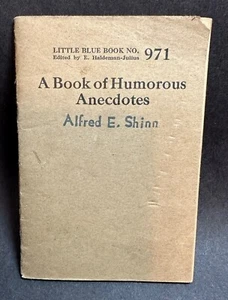 LITTLE BLUE BOOK NO. 971
Edited by E. Haldeman-Julius
A Book of Humorous
Anecdotes
Alfred E. Shinn